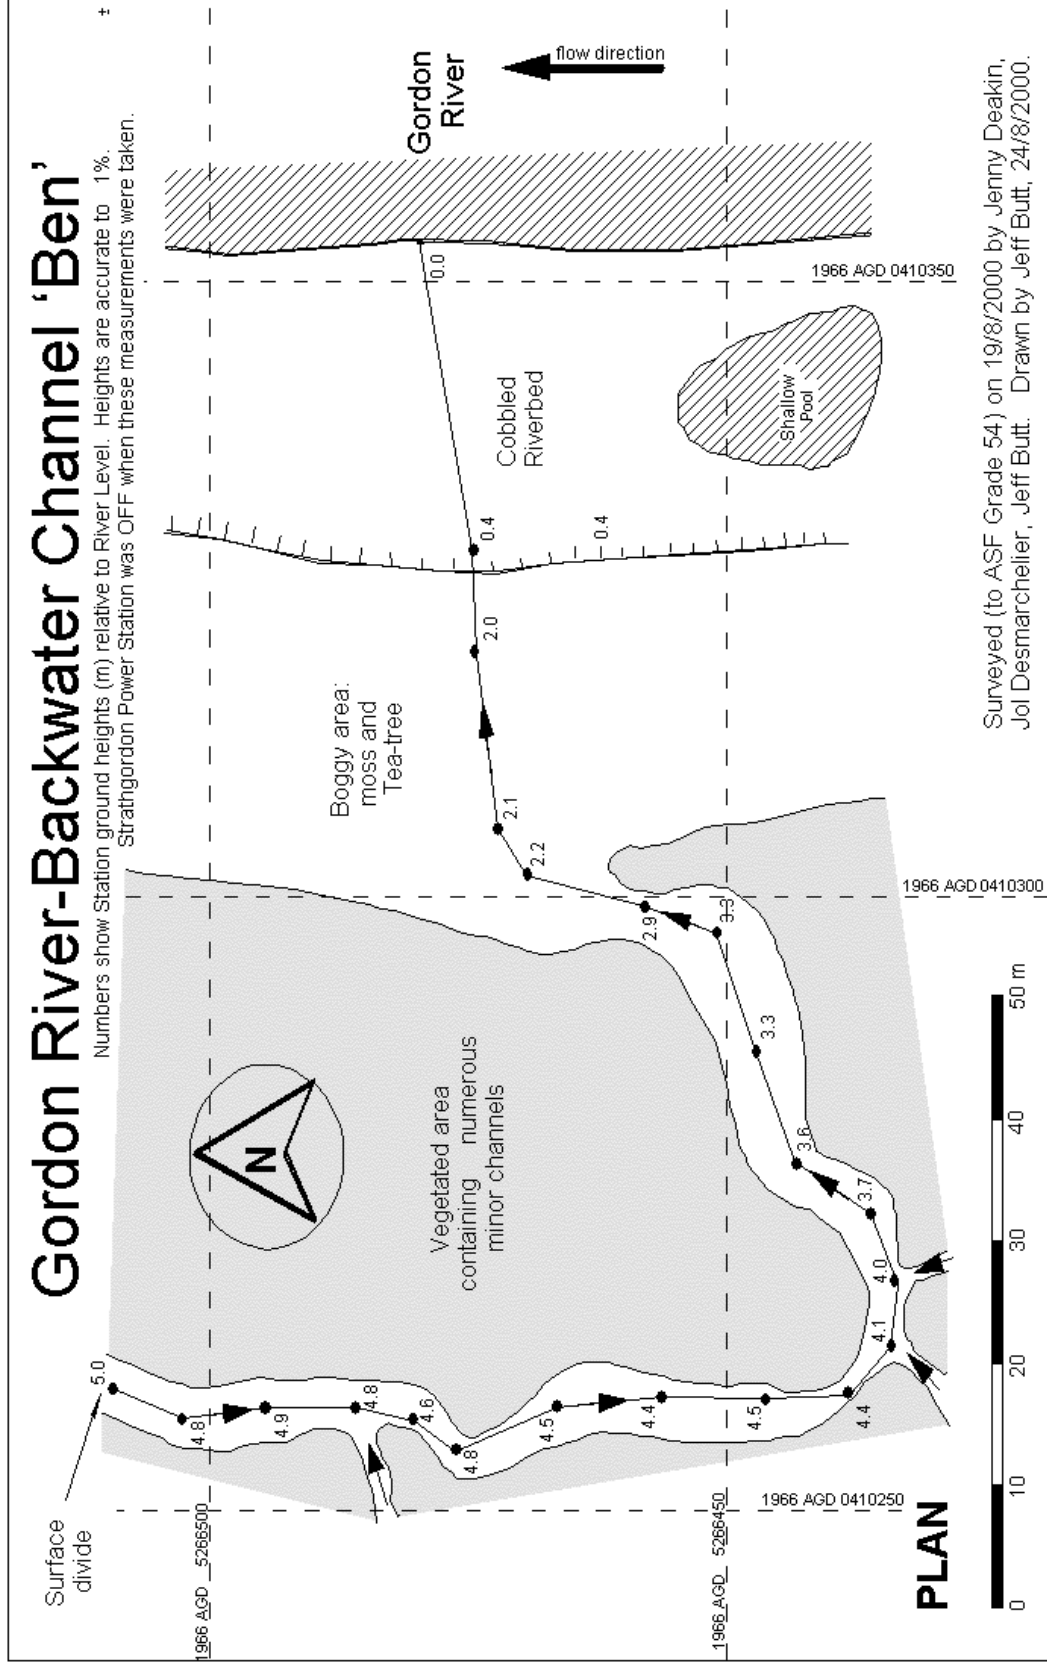 Gordon River-Backwater Channel ‘Ben’
Numbers show Station ground heights (m) relative to River Level. Heights are accurate to ± 1%.
Strathgordon Power Station was OFF when these measurements were taken.
Surface
divide
5.0
4.8
4.9
4.8
4.6
4.8
4.5
4.4
4.5
4.4
4.1
4.0
3.7
3.6
3.3
3.3
2.9
2.2
2.1
2.0
0.4
0.4
0.0
N
Vegetated area
containing numerous
minor channels
Boggy area:
moss and
Tea-tree
Cobbled
Riverbed
Shallow
Pool
Gordon
River
flow direction
1966 AGD 5266500
1966 AGD 5266450
1966 AGD 0410250
1966 AGD 0410300
1966 AGD 0410350
PLAN
0 10 20 30 40 50 m
Surveyed (to ASF Grade 54) on 19/8/2000 by Jenny Deakin,
Jol Desmarchelier, Jeff Butt. Drawn by Jeff Butt, 24/8/2000.